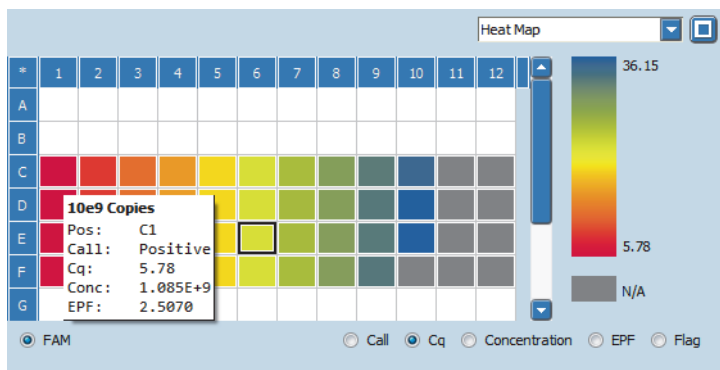 Heat Map
* 1 2 3 4 5 6 7 8 9 10 11 12
36.15
A
B
C
D
10e9 Copies
Pos: C1
Call: Positive
E
Cq: 5.78
5.78
F
Conc: 1.085E+9
N/A
G
EPF: 2.5070
FAM Call Cq Concentration EPF Flag